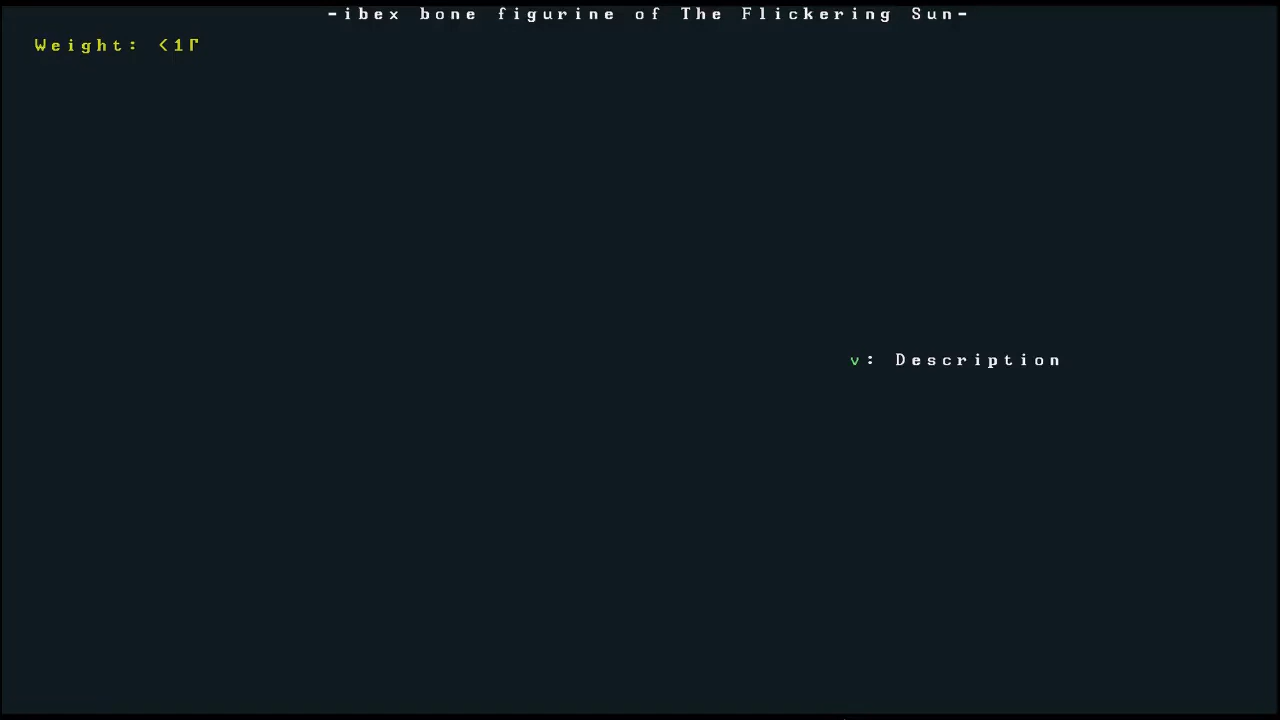 -ibex bone figurine of The Flickering Sun-
Weight: <1Γ
v: Description